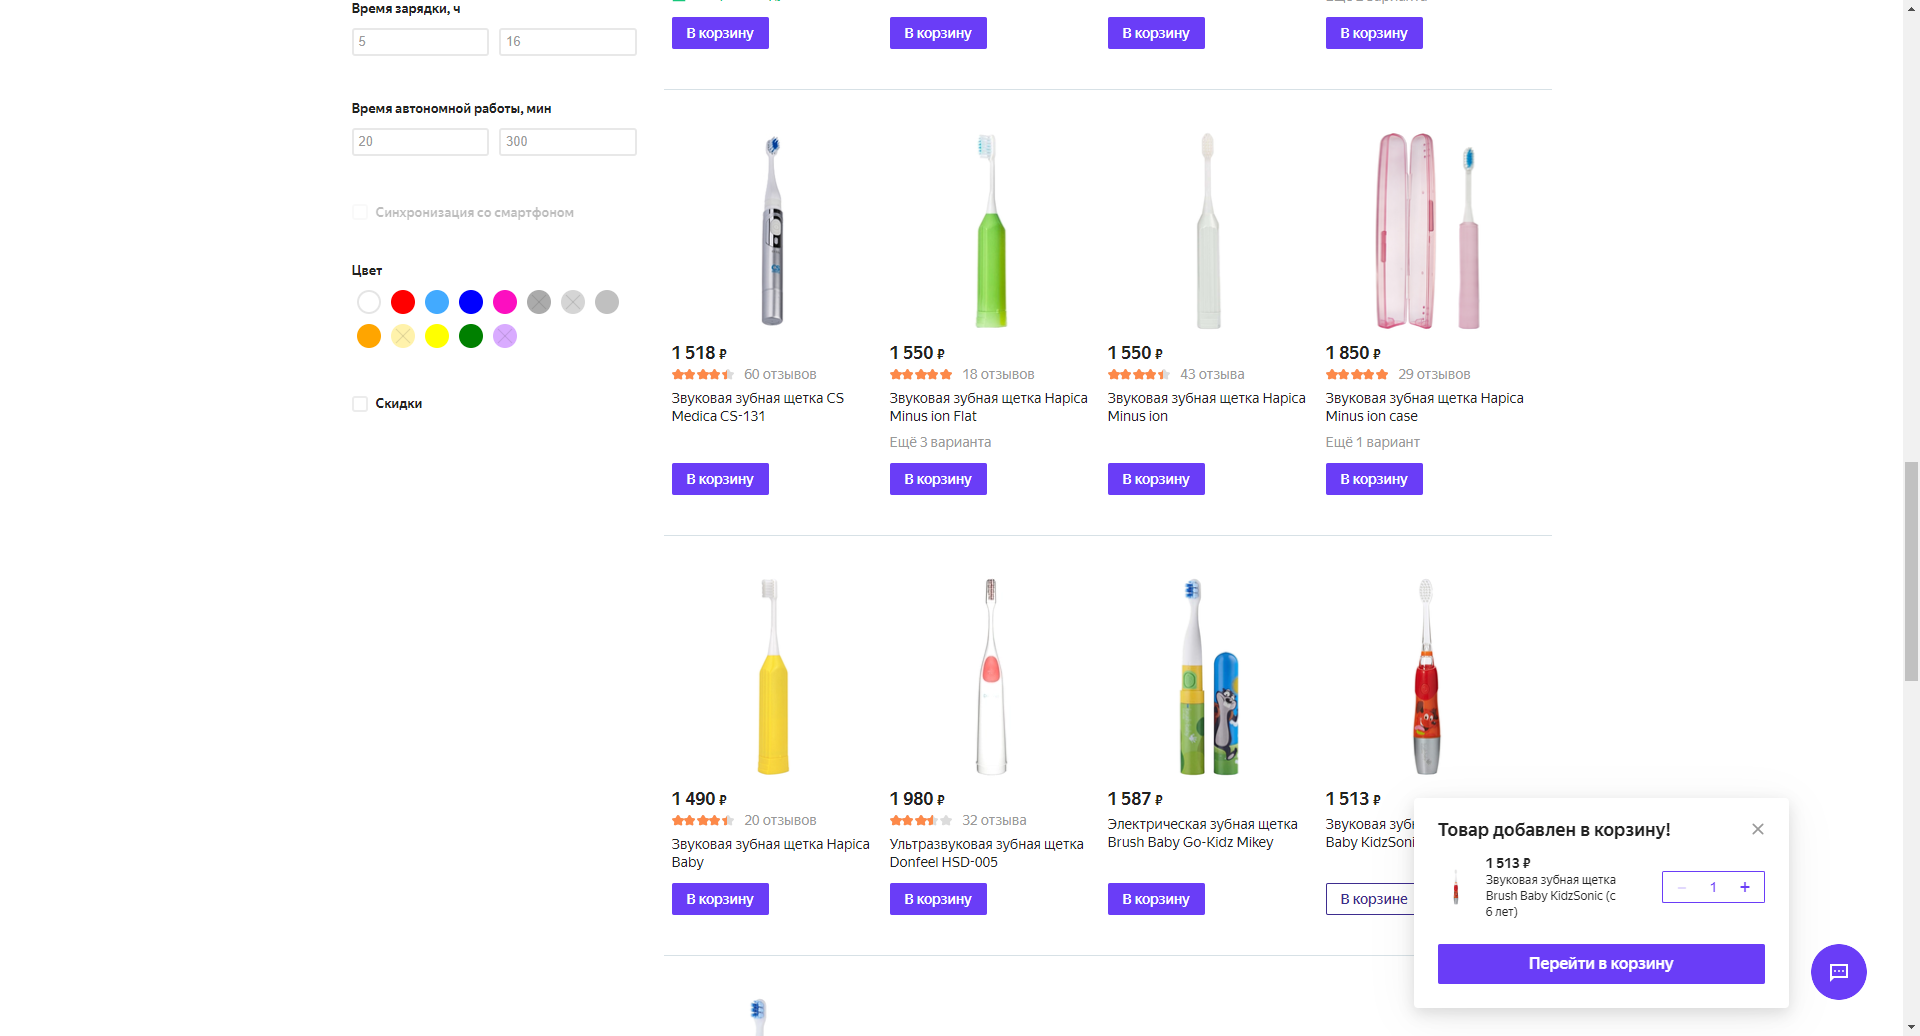 Время зарядки, ч
5
16
Время автономной работы, мин
20
300
Синхронизация со смартфоном
Цвет
Скидки
В корзину
В корзину
В корзину
В корзину
1 518 ₽
60 отзывов
Звуковая зубная щетка CS
Medica CS-131
В корзину
1 550 ₽
18 отзывов
Звуковая зубная щетка Hapica
Minus ion Flat
Ещё 3 варианта
В корзину
1 550 ₽
43 отзыва
Звуковая зубная щетка Hapica
Minus ion
В корзину
1 850 ₽
29 отзывов
Звуковая зубная щетка Hapica
Minus ion case
Ещё 1 вариант
В корзину
1 490 ₽
20 отзывов
Звуковая зубная щетка Hapica
Baby
В корзину
1 980 ₽
32 отзыва
Ультразвуковая зубная щетка
Donfeel HSD-005
В корзину
1 587 ₽
Электрическая зубная щетка
Brush Baby Go-Kidz Mikey
В корзину
1 513 ₽
Звуковая зуб
Baby KidzSoni
В корзине
Товар добавлен в корзину!
1 513 ₽
Звуковая зубная щетка
Brush Baby KidzSonic (с
6 лет)
– 1 +
Перейти в корзину